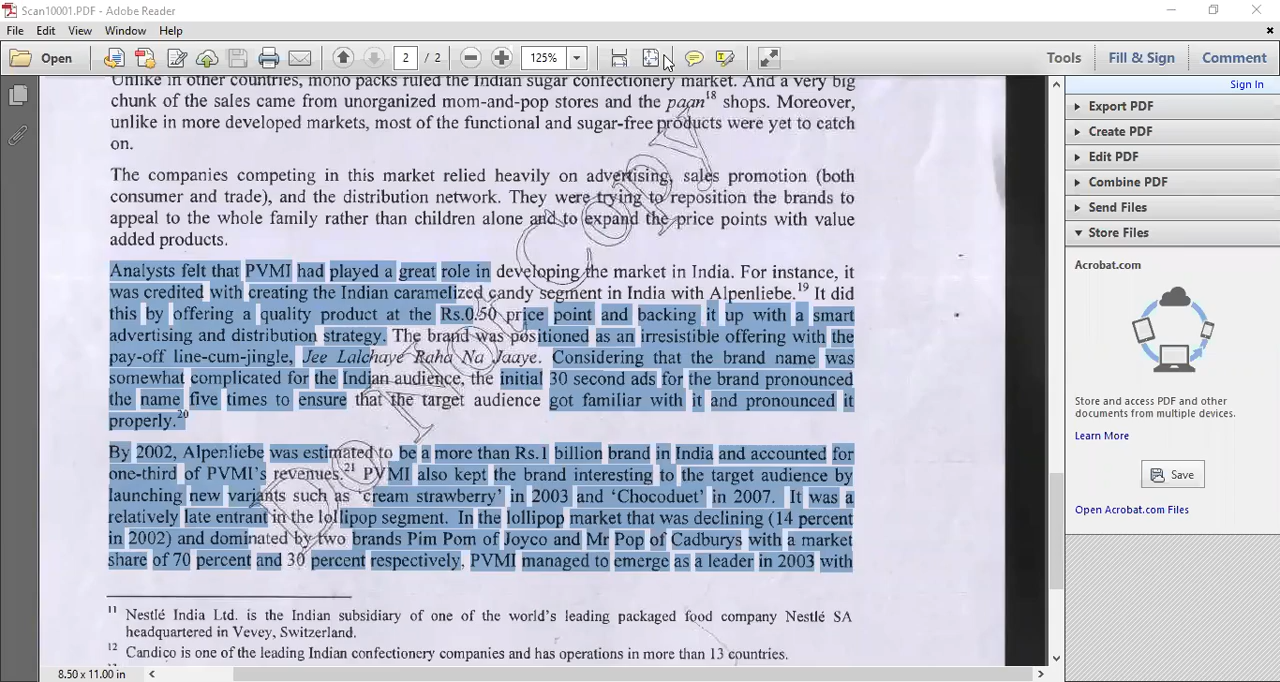 Scan10001.PDF - Adobe Reader
File Edit View Window Help
Open 2 / 2 125% Tools Fill & Sign Comment
Sign In
Unlike in other countries, mono packs ruled the Indian sugar confectionery market. And a very big
chunk of the sales came from unorganized mom-and-pop stores and the paan18 shops. Moreover,
unlike in more developed markets, most of the functional and sugar-free products were yet to catch
on.
The companies competing in this market relied heavily on advertising, sales promotion (both
consumer and trade), and the distribution network. They were trying to reposition the brands to
appeal to the whole family rather than children alone and to expand the price points with value
added products.
Analysts felt that PVMI had played a great role in developing the market in India. For instance, it
was credited with creating the Indian caramelized candy segment in India with Alpenliebe.19 It did
this by offering a quality product at the Rs.0.50 price point and backing it up with a smart
advertising and distribution strategy. The brand was positioned as an irresistible offering with the
pay-off line-cum-jingle, Jee Lalchaye Raha Na Jaaye. Considering that the brand name was
somewhat complicated for the Indian audience, the initial 30 second ads for the brand pronounced
the name five times to ensure that the target audience got familiar with it and pronounced it
properly.20
By 2002, Alpenliebe was estimated to be a more than Rs.1 billion brand in India and accounted for
one-third of PVMI's revenues.21 PVMI also kept the brand interesting to the target audience by
launching new variants such as 'cream strawberry' in 2003 and 'Chocoduet' in 2007. It was a
relatively late entrant in the lollipop segment. In the lollipop market that was declining (14 percent
in 2002) and dominated by two brands Pim Pom of Joyco and Mr Pop of Cadburys with a market
share of 70 percent and 30 percent respectively, PVMI managed to emerge as a leader in 2003 with
11 Nestlé India Ltd. is the Indian subsidiary of one of the world's leading packaged food company Nestlé SA
headquartered in Vevey, Switzerland.
12 Candico is one of the leading Indian confectionery companies and has operations in more than 13 countries.
Do Not Copy
8.50 x 11.00 in
Export PDF
Create PDF
Edit PDF
Combine PDF
Send Files
Store Files
Acrobat.com
Store and access PDF and other
documents from multiple devices.
Learn More
Save
Open Acrobat.com Files